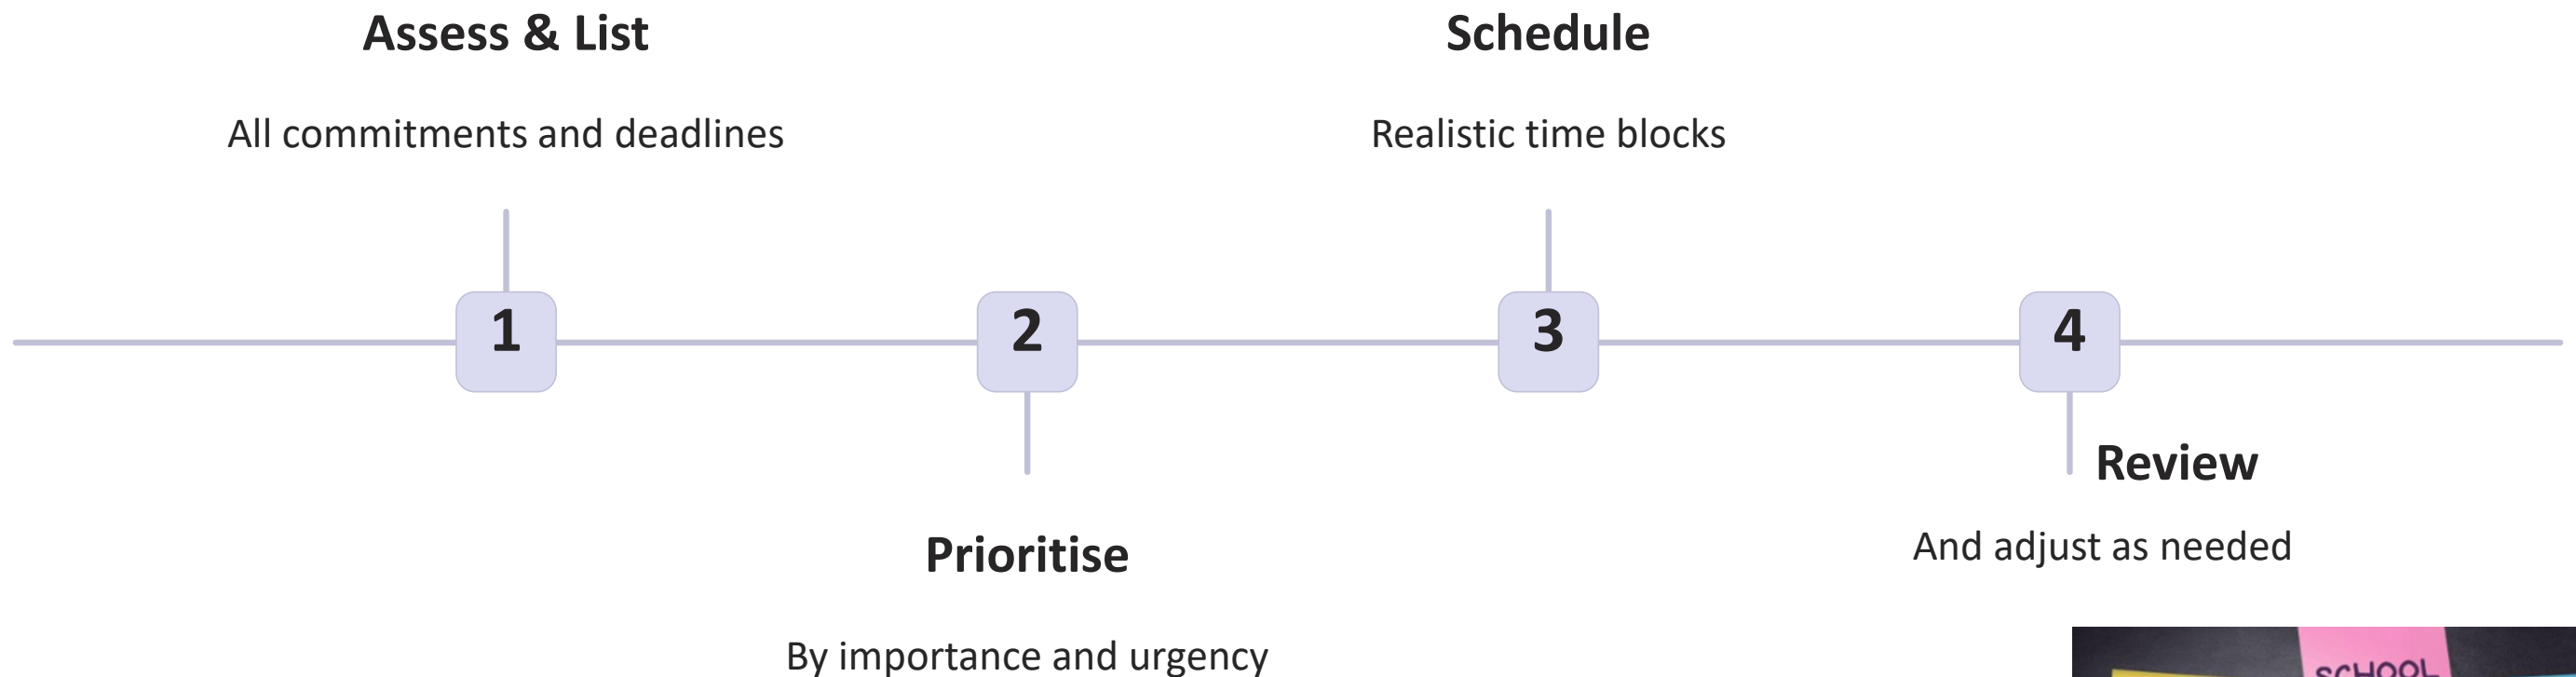 Assess & List
All commitments and deadlines
Schedule
Realistic time blocks
1
2
3
4
Prioritise
By importance and urgency
Review
And adjust as needed
SCHOOL